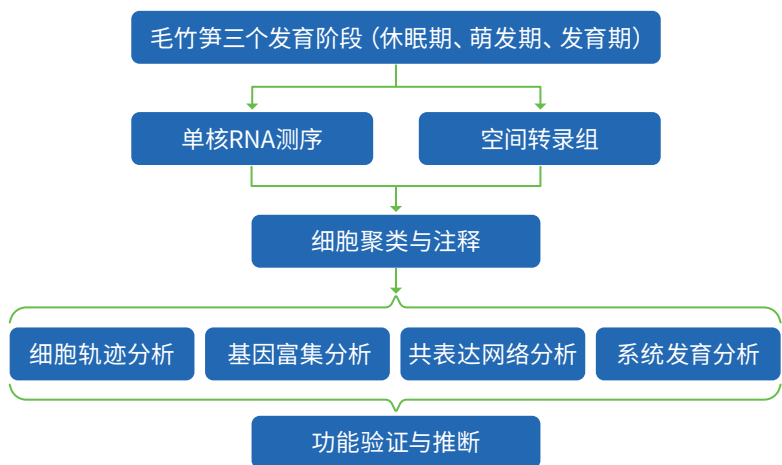 毛竹笋三个发育阶段（休眠期、萌发期、发育期）
单核RNA测序
空间转录组
细胞聚类与注释
细胞轨迹分析
基因富集分析
共表达网络分析
系统发育分析
功能验证与推断